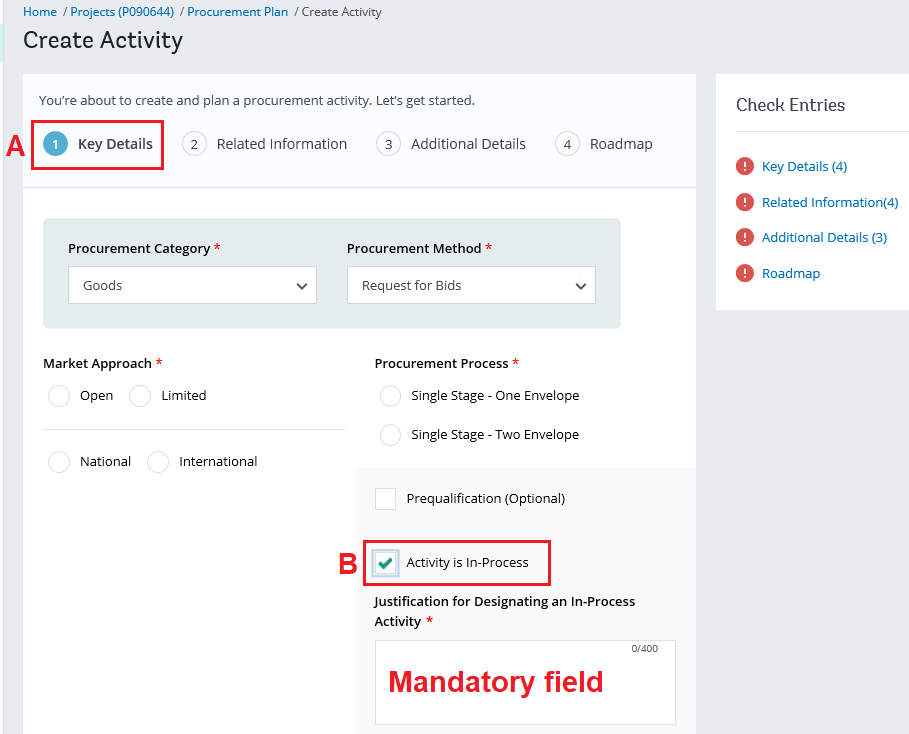 Home / Projects (P090644) / Procurement Plan / Create Activity
Create Activity
You're about to create and plan a procurement activity. Let's get started.
A
1 Key Details 2 Related Information 3 Additional Details 4 Roadmap
Procurement Category * Procurement Method *
Goods Request for Bids
Market Approach * Procurement Process *
Open Limited Single Stage - One Envelope
Single Stage - Two Envelope
National International
Prequalification (Optional)
B
Activity is In-Process
Justification for Designating an In-Process
Activity *
0/400
Mandatory field
Check Entries
! Key Details (4)
! Related Information(4)
! Additional Details (3)
! Roadmap